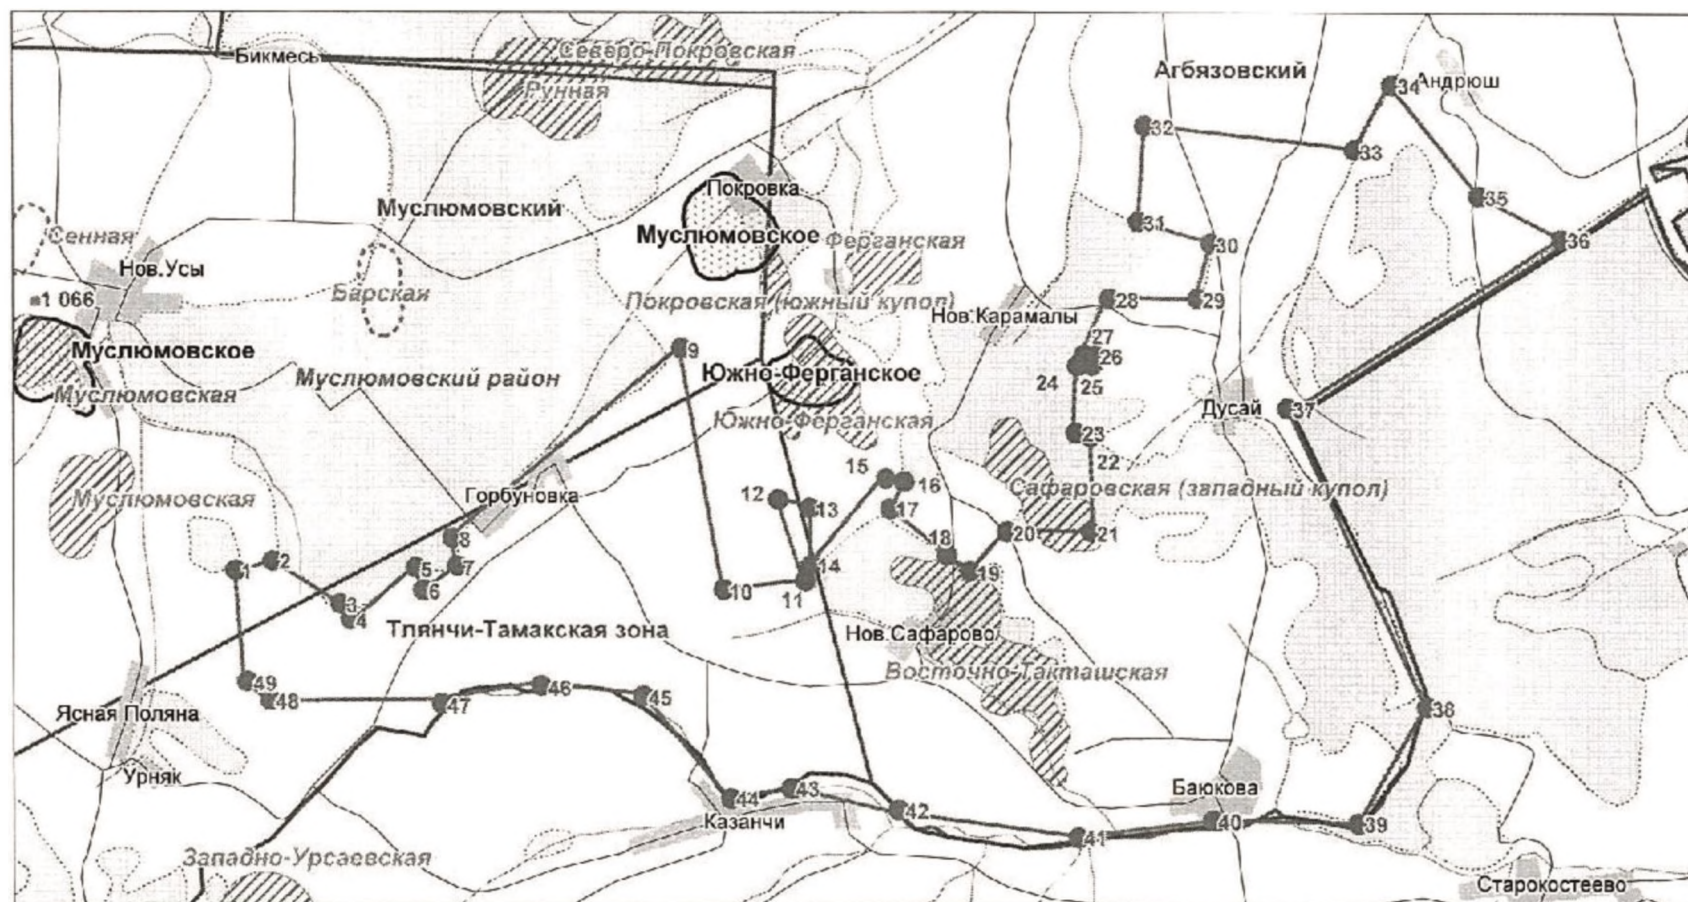 Северо-Покровская
Бикмесь
Рунная
Агбязовский
34
Андрюш
32
33
Покровка
Муслюмовский
35
Сенная
31
Муслюмовское
Ферганская
30
36
Нов.Усы
1 066
Барская
Покровская (южный купол)
28
29
Нов.Карамалы
27
Муслюмовское
9
26
Муслюмовский район
Южно-Ферганское
24
25
Муслюмовская
Дусай
37
Южно-Ферганская
23
22
15
16
Муслюмовская
Горбуновка
12
13
17
Сафаровская (западный купол)
8
18
20
21
1
2
5
7
14
19
3
6
10
11
4
Тлянчи-Тамакская зона
Нов.Сафарово
Восточно-Такташская
49
46
48
47
45
38
Ясная Поляна
Урняк
Баюкова
43
44
42
Казанчи
40
39
41
Западно-Урсаевская
Старокостеево